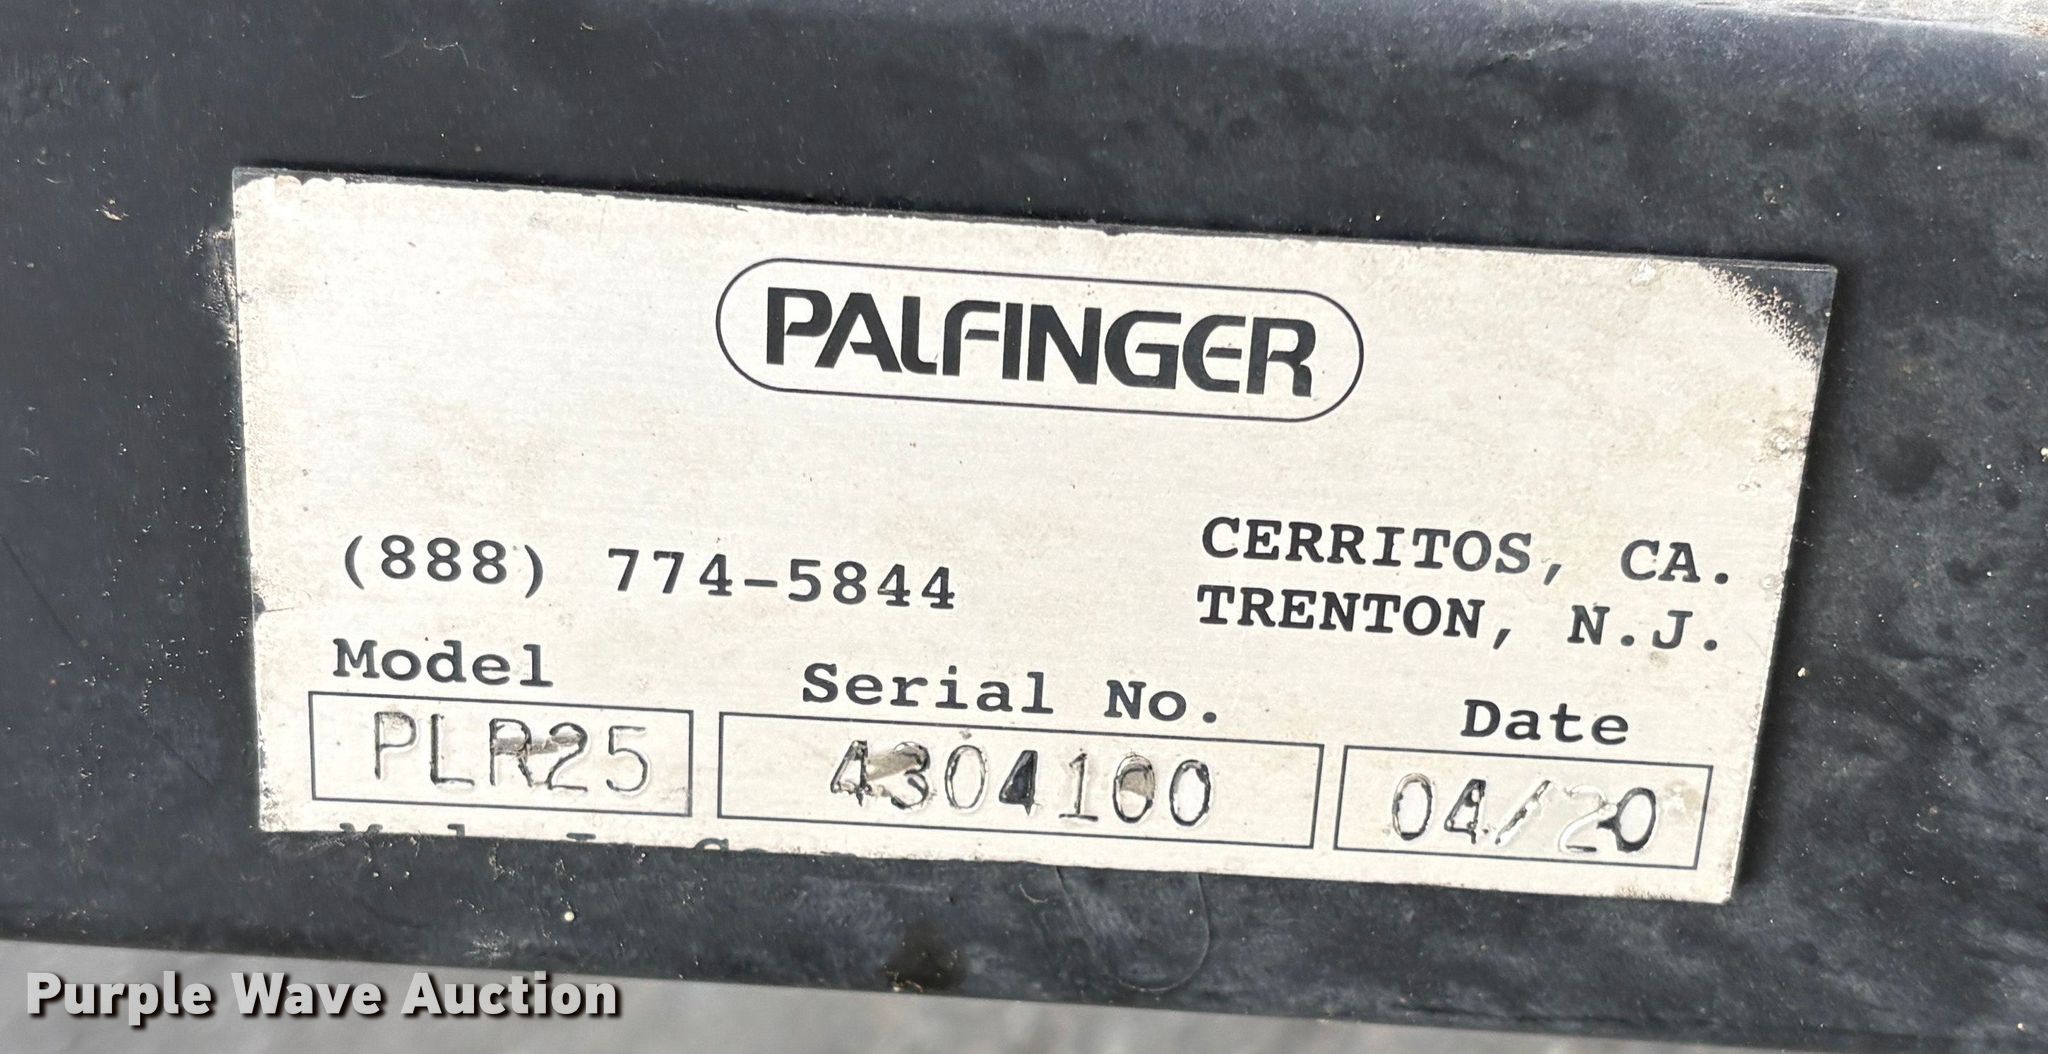 PALFINGER
(888) 774-5844
CERRITOS, CA.
TRENTON, N.J.
Model
Serial No.
Date
PLR25
4304100
04/20
Purple Wave Auction